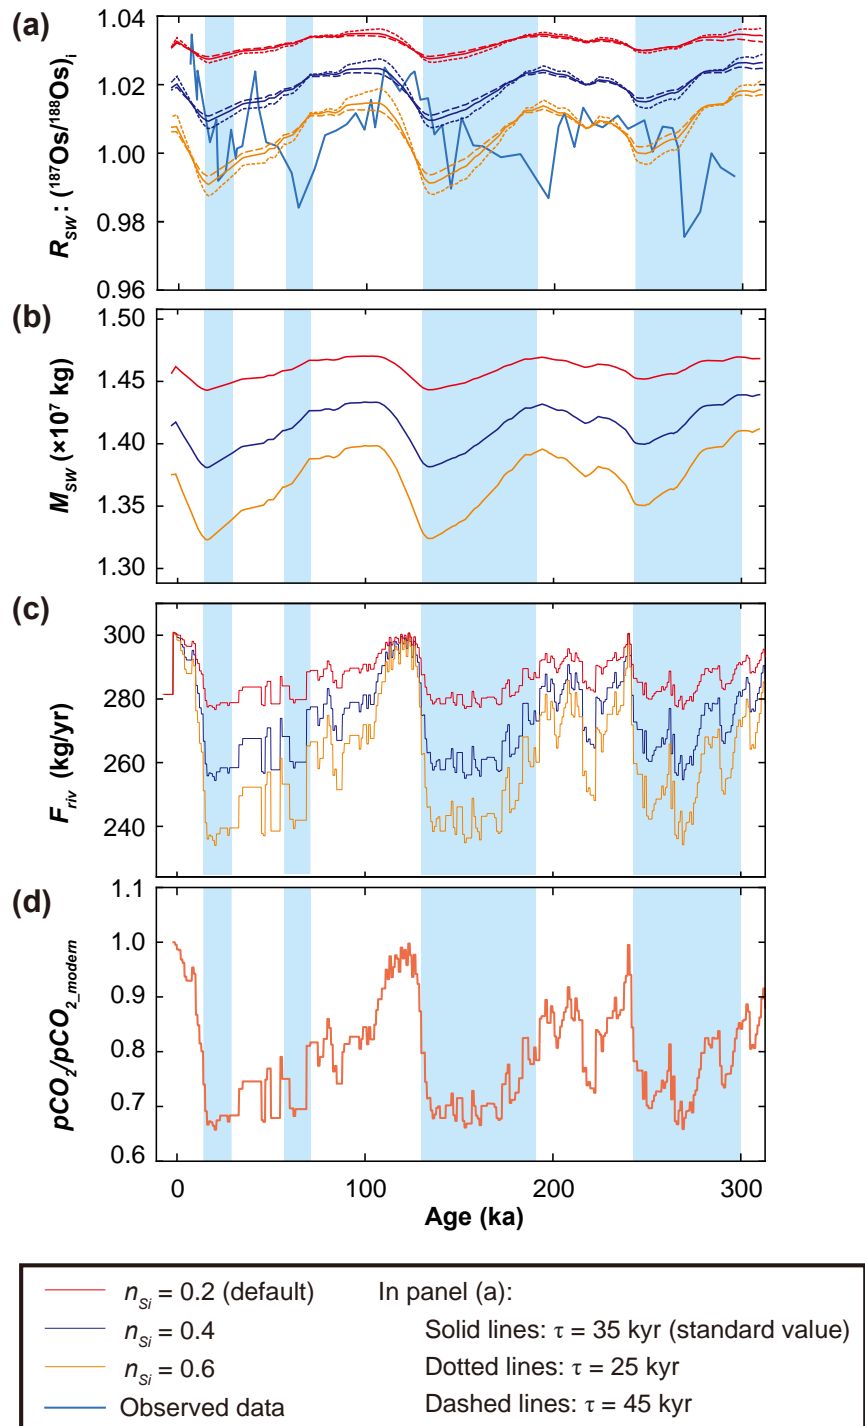 (a)
R_SW : (¹⁸⁷Os/¹⁸⁸Os)i
1.04
1.02
1.00
0.98
0.96
(b)
M_SW (×10⁷ kg)
1.50
1.45
1.40
1.35
1.30
(c)
F_riv (kg/yr)
300
280
260
240
(d)
pCO₂/pCO₂_modern
1.1
1.0
0.9
0.8
0.7
0.6
0 100 200 300
Age (ka)
n_Si = 0.2 (default)
n_Si = 0.4
n_Si = 0.6
Observed data
In panel (a):
Solid lines: τ = 35 kyr (standard value)
Dotted lines: τ = 25 kyr
Dashed lines: τ = 45 kyr